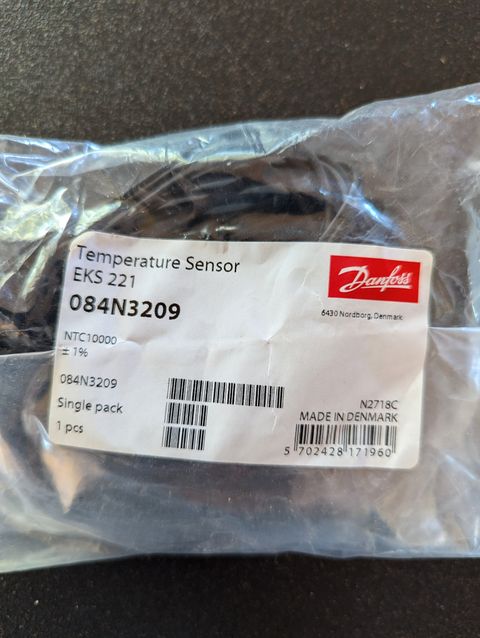 Temperature Sensor
EKS 221
084N3209
Danfoss
6430 Nordborg, Denmark
NTC10000
± 1%
084N3209
Single pack
1 pcs
N2718C
MADE IN DENMARK
5 702428 171960